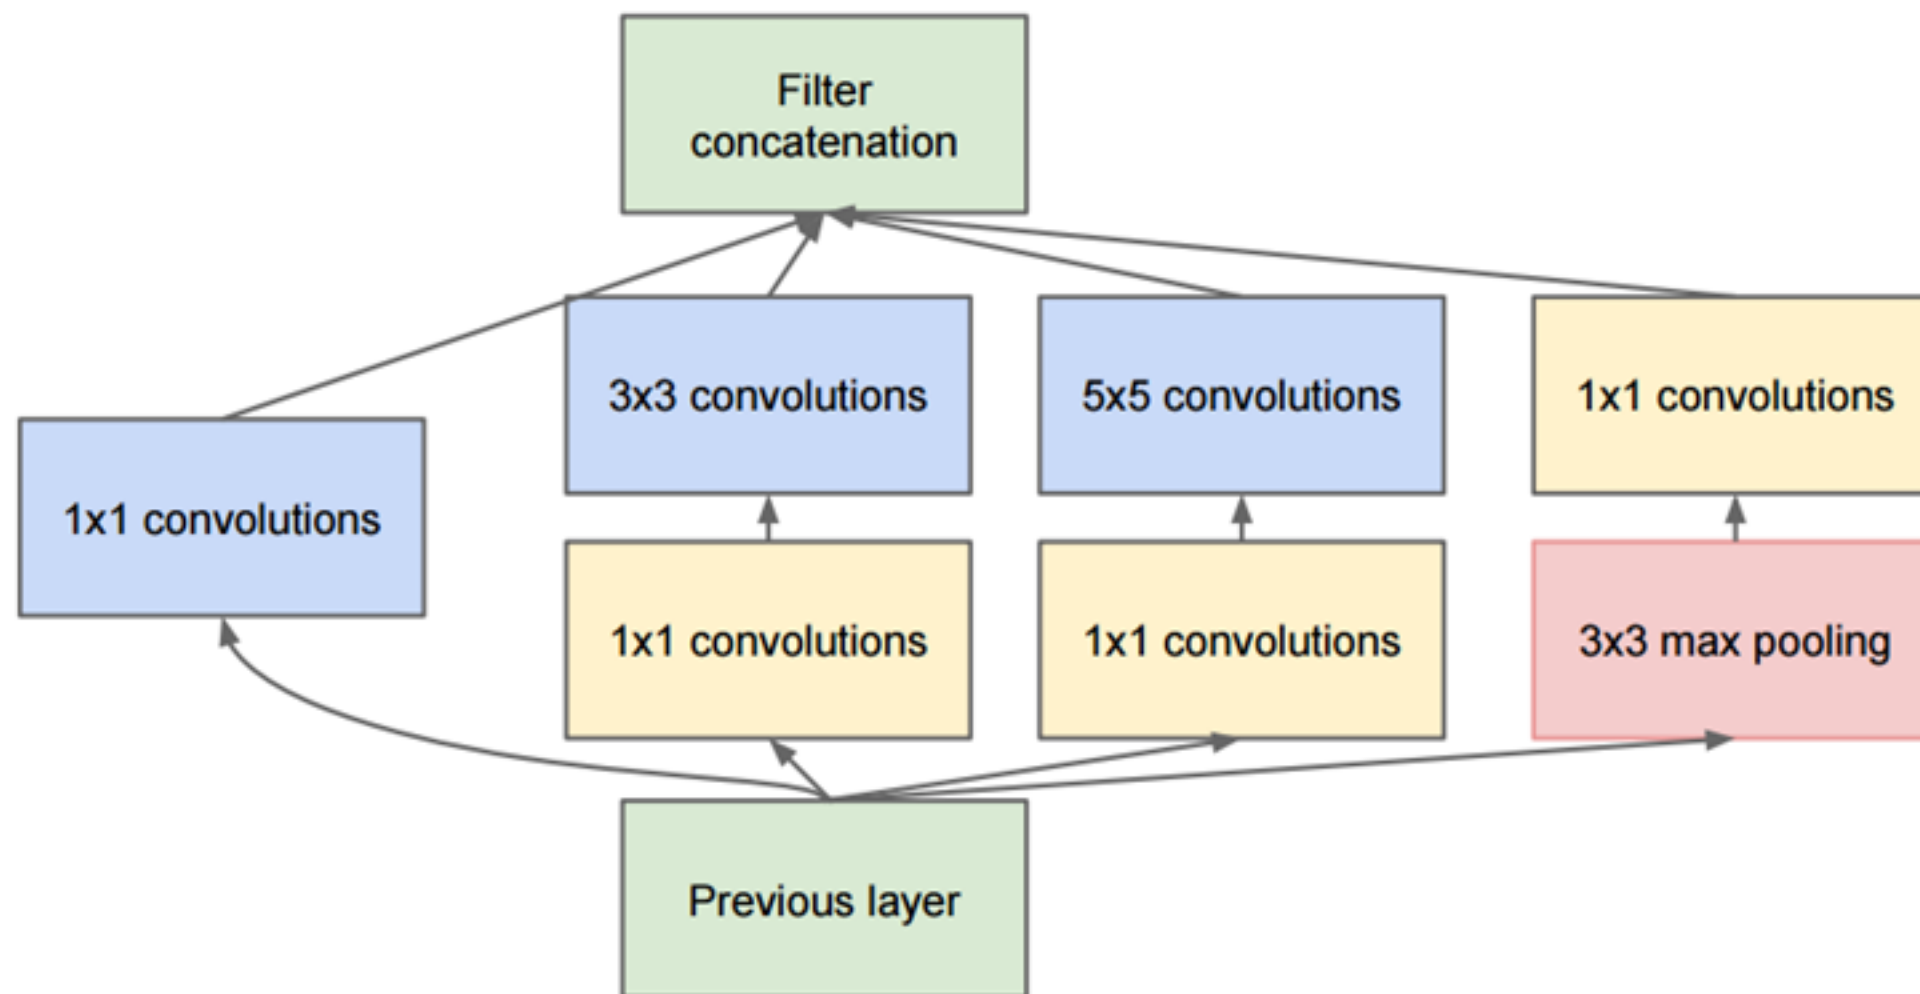 Filter
concatenation
3x3 convolutions
5x5 convolutions
1x1 convolutions
1x1 convolutions
1x1 convolutions
1x1 convolutions
3x3 max pooling
Previous layer